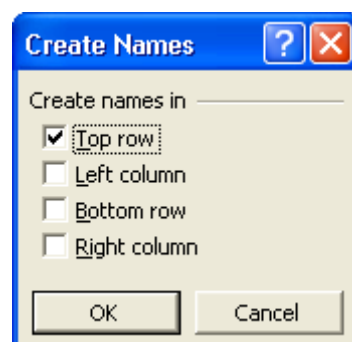 Create Names ?
Create names in
Top row
Left column
Bottom row
Right column
OK Cancel